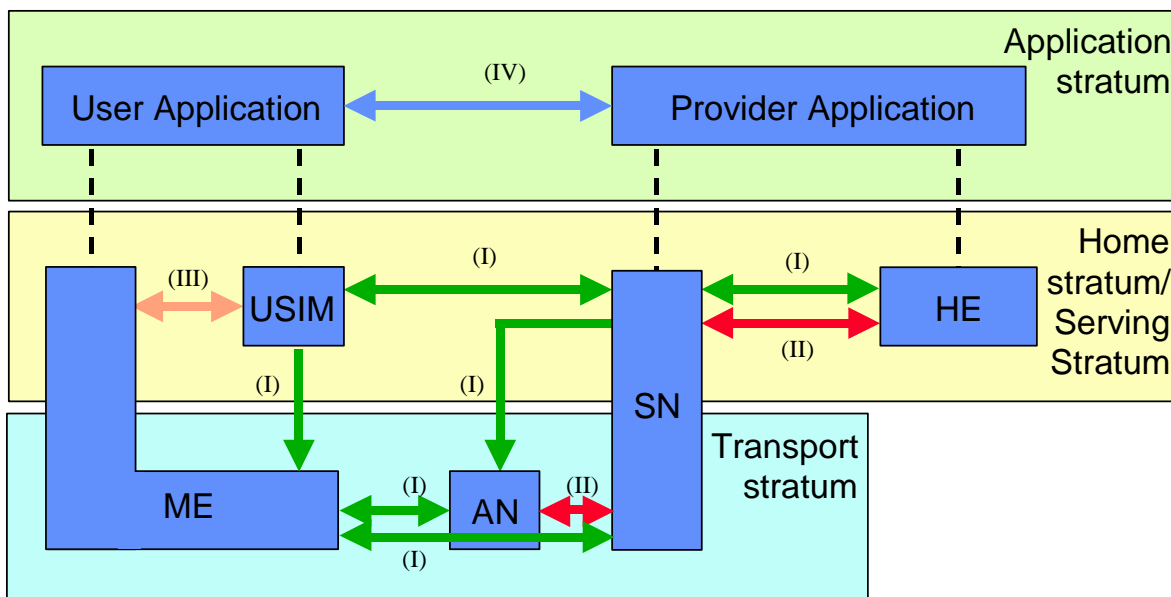 Application
stratum
(IV)
User Application
Provider Application
Home
stratum/
Serving
Stratum
(III)
(I)
(I)
USIM
HE
(II)
(I)
(I)
SN
Transport
stratum
ME
(I)
AN
(II)
(I)